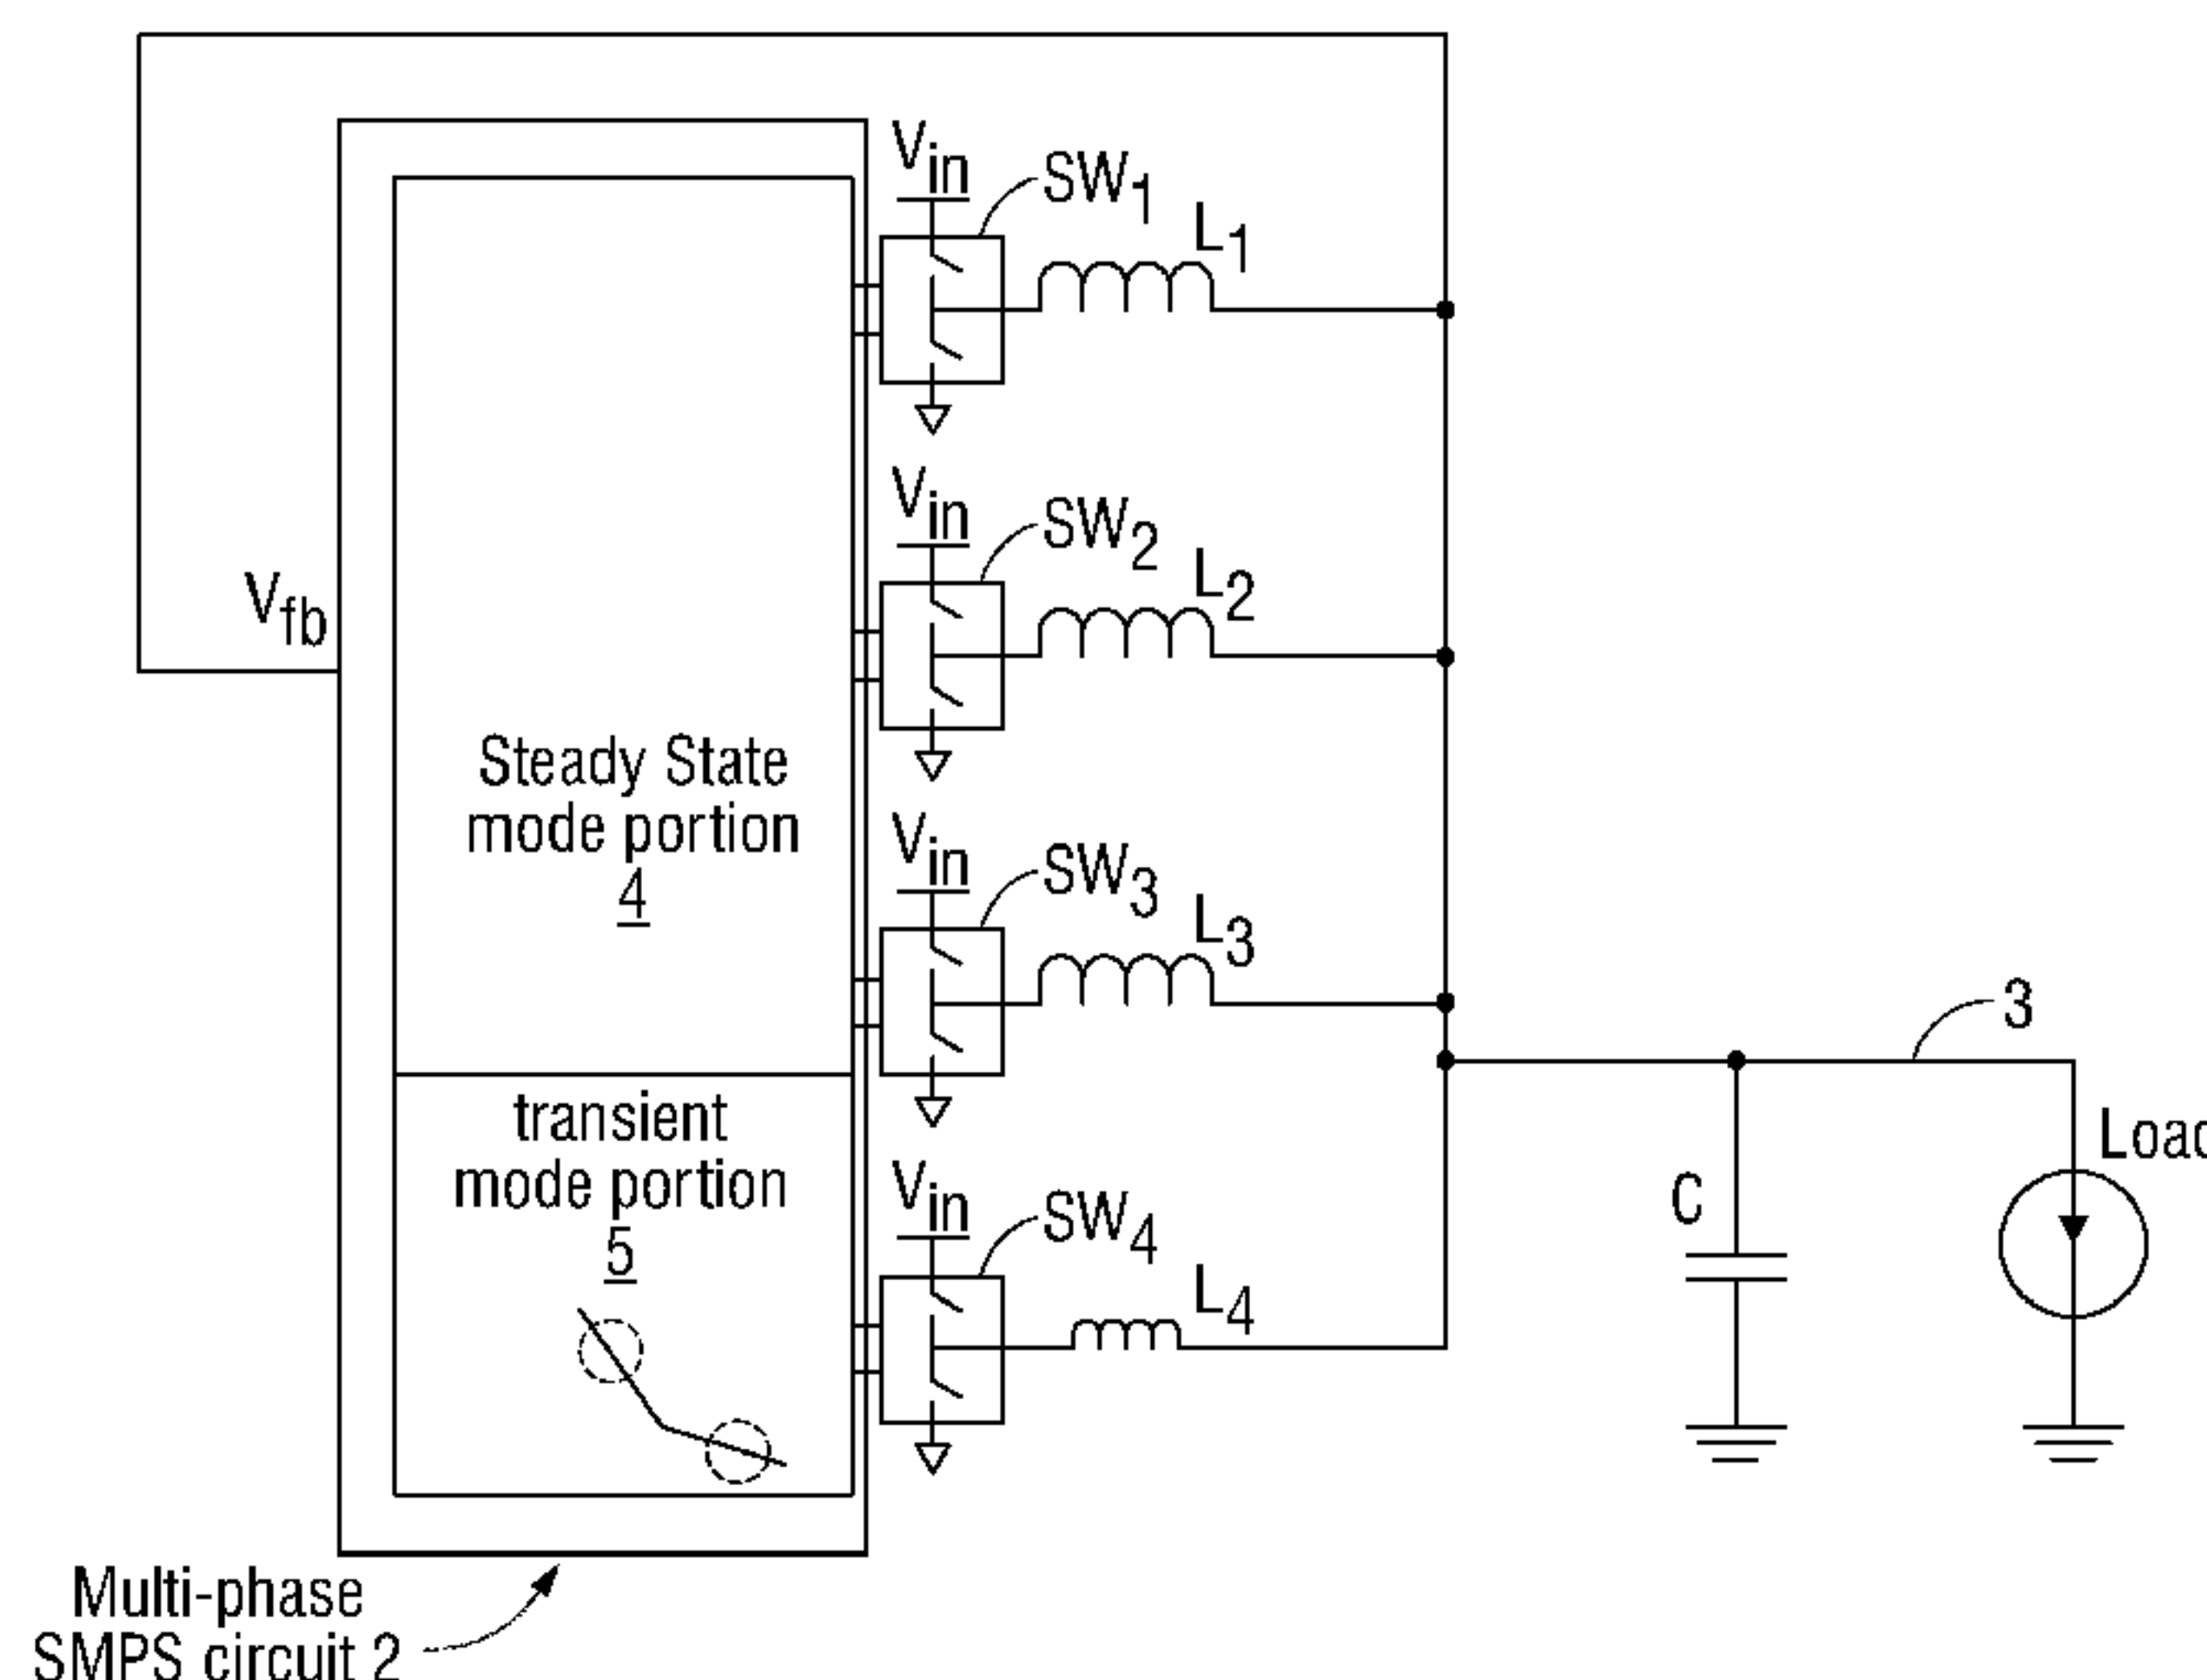 Vin
SW1
L1
Vin
SW2
L2
Vfb
Steady State
mode portion
4
Vin
SW3
L3
3
transient
mode portion
5
Vin
SW4
L4
C
Loac
Multi-phase
SMPS circuit 2